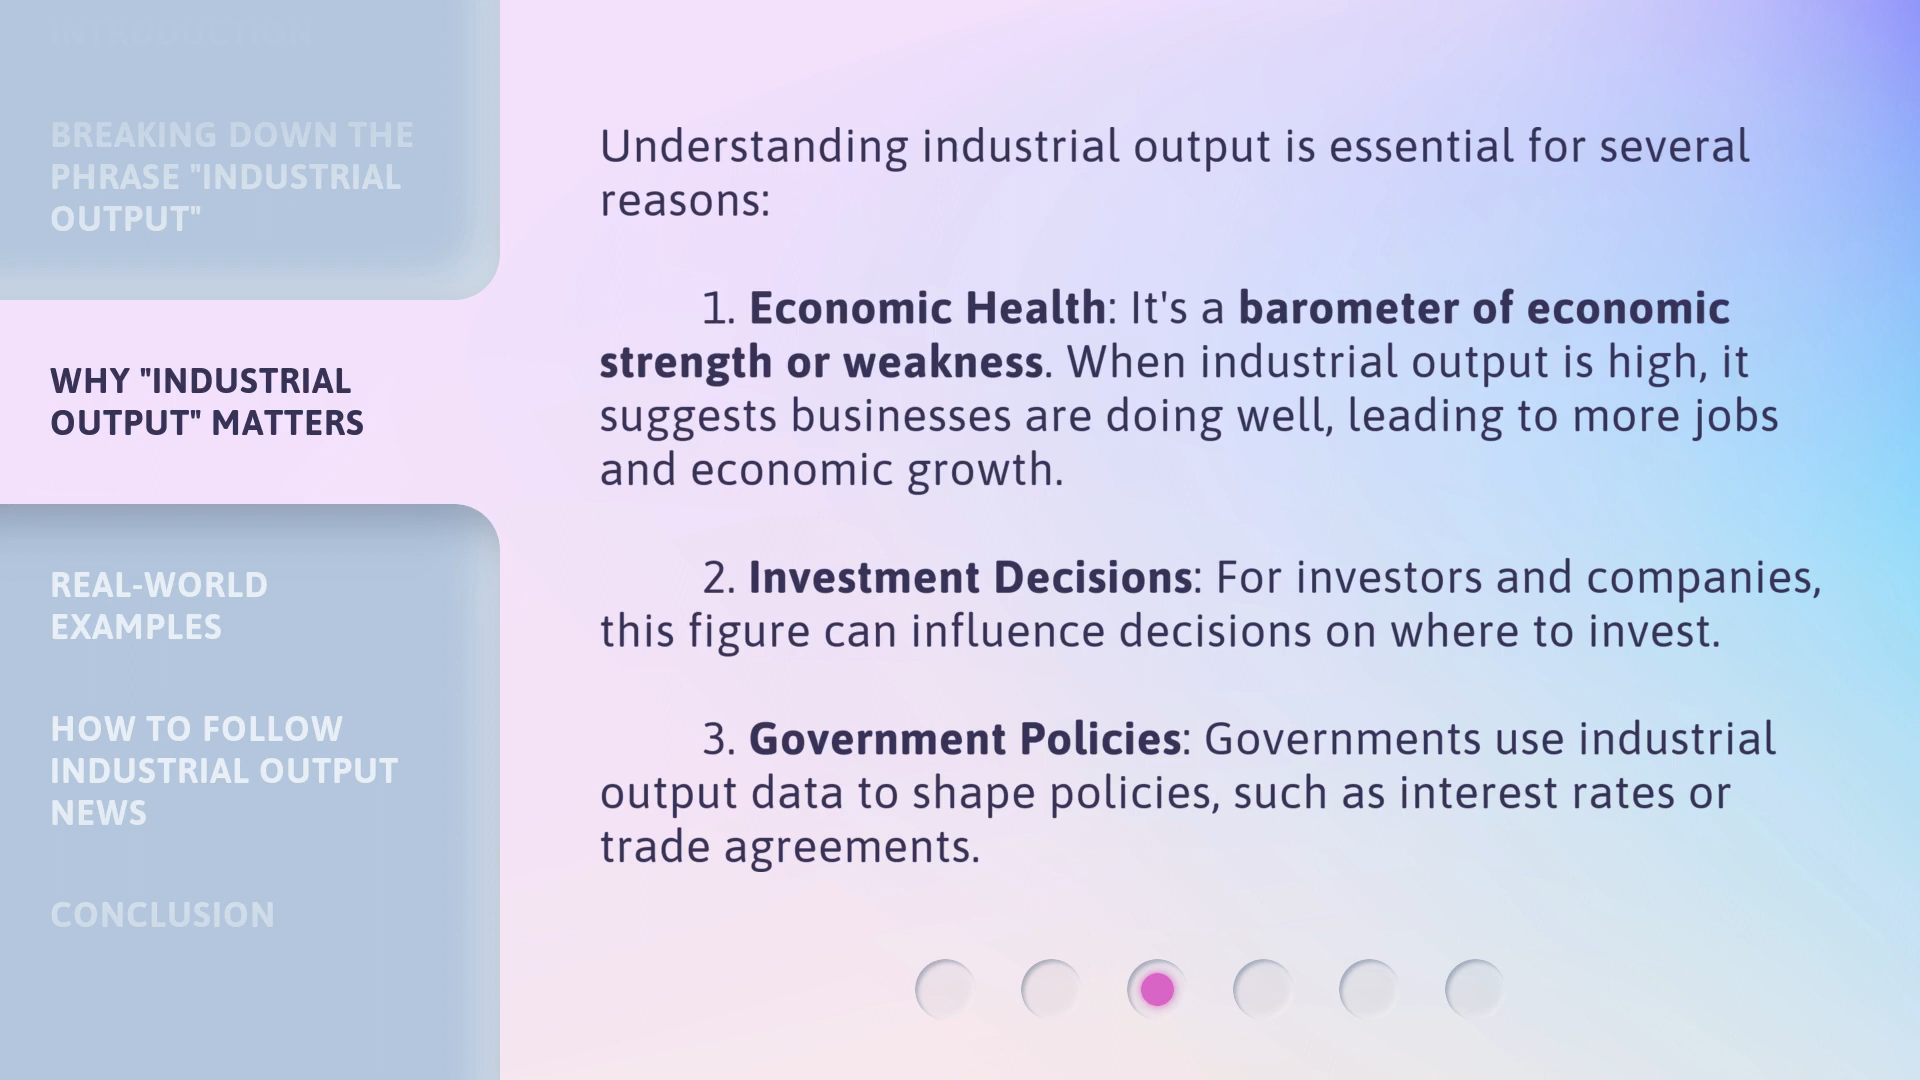 INTRODUCTION
BREAKING DOWN THE
PHRASE "INDUSTRIAL
OUTPUT"
WHY "INDUSTRIAL
OUTPUT" MATTERS
REAL-WORLD
EXAMPLES
HOW TO FOLLOW
INDUSTRIAL OUTPUT
NEWS
CONCLUSION
Understanding industrial output is essential for several
reasons:
1. Economic Health: It's a barometer of economic
strength or weakness. When industrial output is high, it
suggests businesses are doing well, leading to more jobs
and economic growth.
2. Investment Decisions: For investors and companies,
this figure can influence decisions on where to invest.
3. Government Policies: Governments use industrial
output data to shape policies, such as interest rates or
trade agreements.